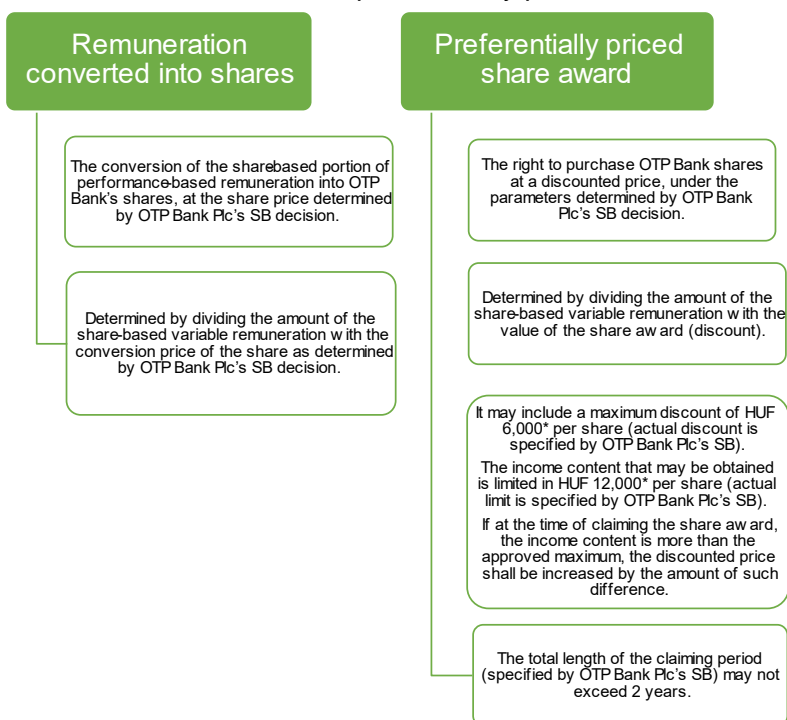 Remuneration
converted into shares
The conversion of the sharebased portion of
performance-based remuneration into OTP
Bank's shares, at the share price determined
by OTP Bank Plc's SB decision.
Determined by dividing the amount of the
share-based variable remuneration with the
conversion price of the share as determined
by OTP Bank Plc's SB decision.
Preferentially priced
share award
The right to purchase OTP Bank shares
at a discounted price, under the
parameters determined by OTP Bank
Plc's SB decision.
Determined by dividing the amount of the
share-based variable remuneration with the
value of the share award (discount).
It may include a maximum discount of HUF
6,000* per share (actual discount is
specified by OTP Bank Plc's SB).
The income content that may be obtained
is limited in HUF 12,000* per share (actual
limit is specified by OTP Bank Plc's SB).
If at the time of claiming the share award,
the income content is more than the
approved maximum, the discounted price
shall be increased by the amount of such
difference.
The total length of the claiming period
(specified by OTP Bank Plc's SB) may not
exceed 2 years.